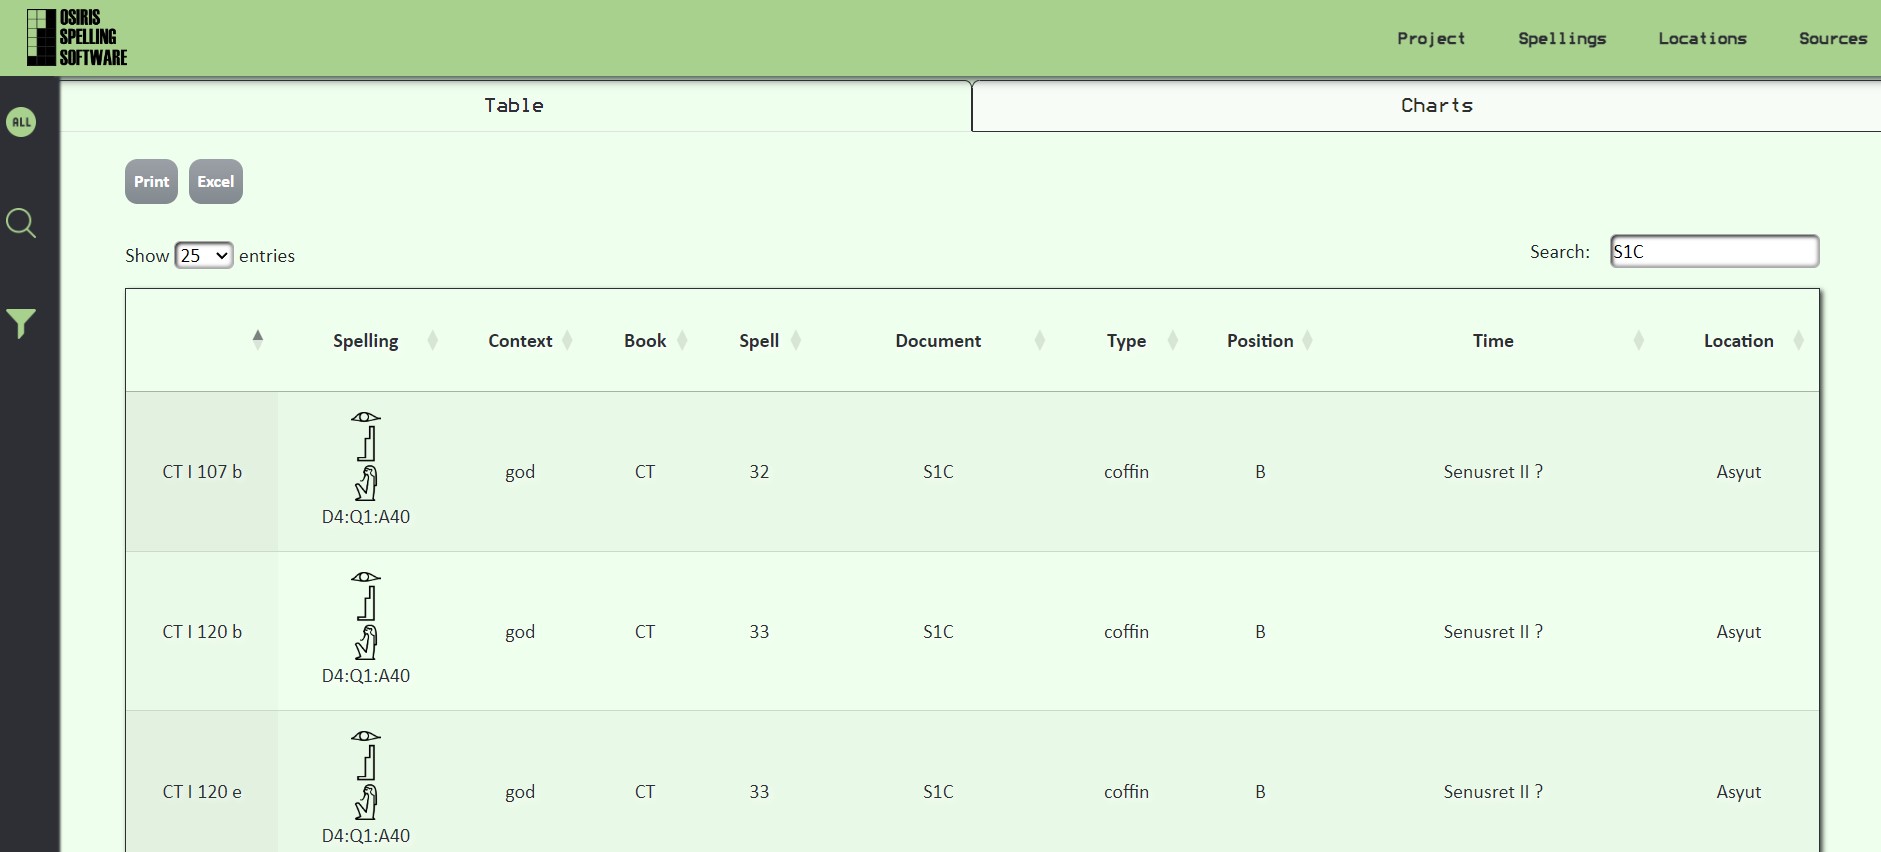 OSIRIS
SPELLING
SOFTWARE
Project Spellings Locations Sources
ALL
Table Charts
Print Excel
Show 25 entries Search: S1C
Spelling Context Book Spell Document Type Position Time Location
CT I 107 b 𓁹𓊨𓀭 god CT 32 S1C coffin B Senusret II ? Asyut
D4:Q1:A40
CT I 120 b 𓁹𓊨𓀭 god CT 33 S1C coffin B Senusret II ? Asyut
D4:Q1:A40
CT I 120 e 𓁹𓊨𓀭 god CT 33 S1C coffin B Senusret II ? Asyut
D4:Q1:A40